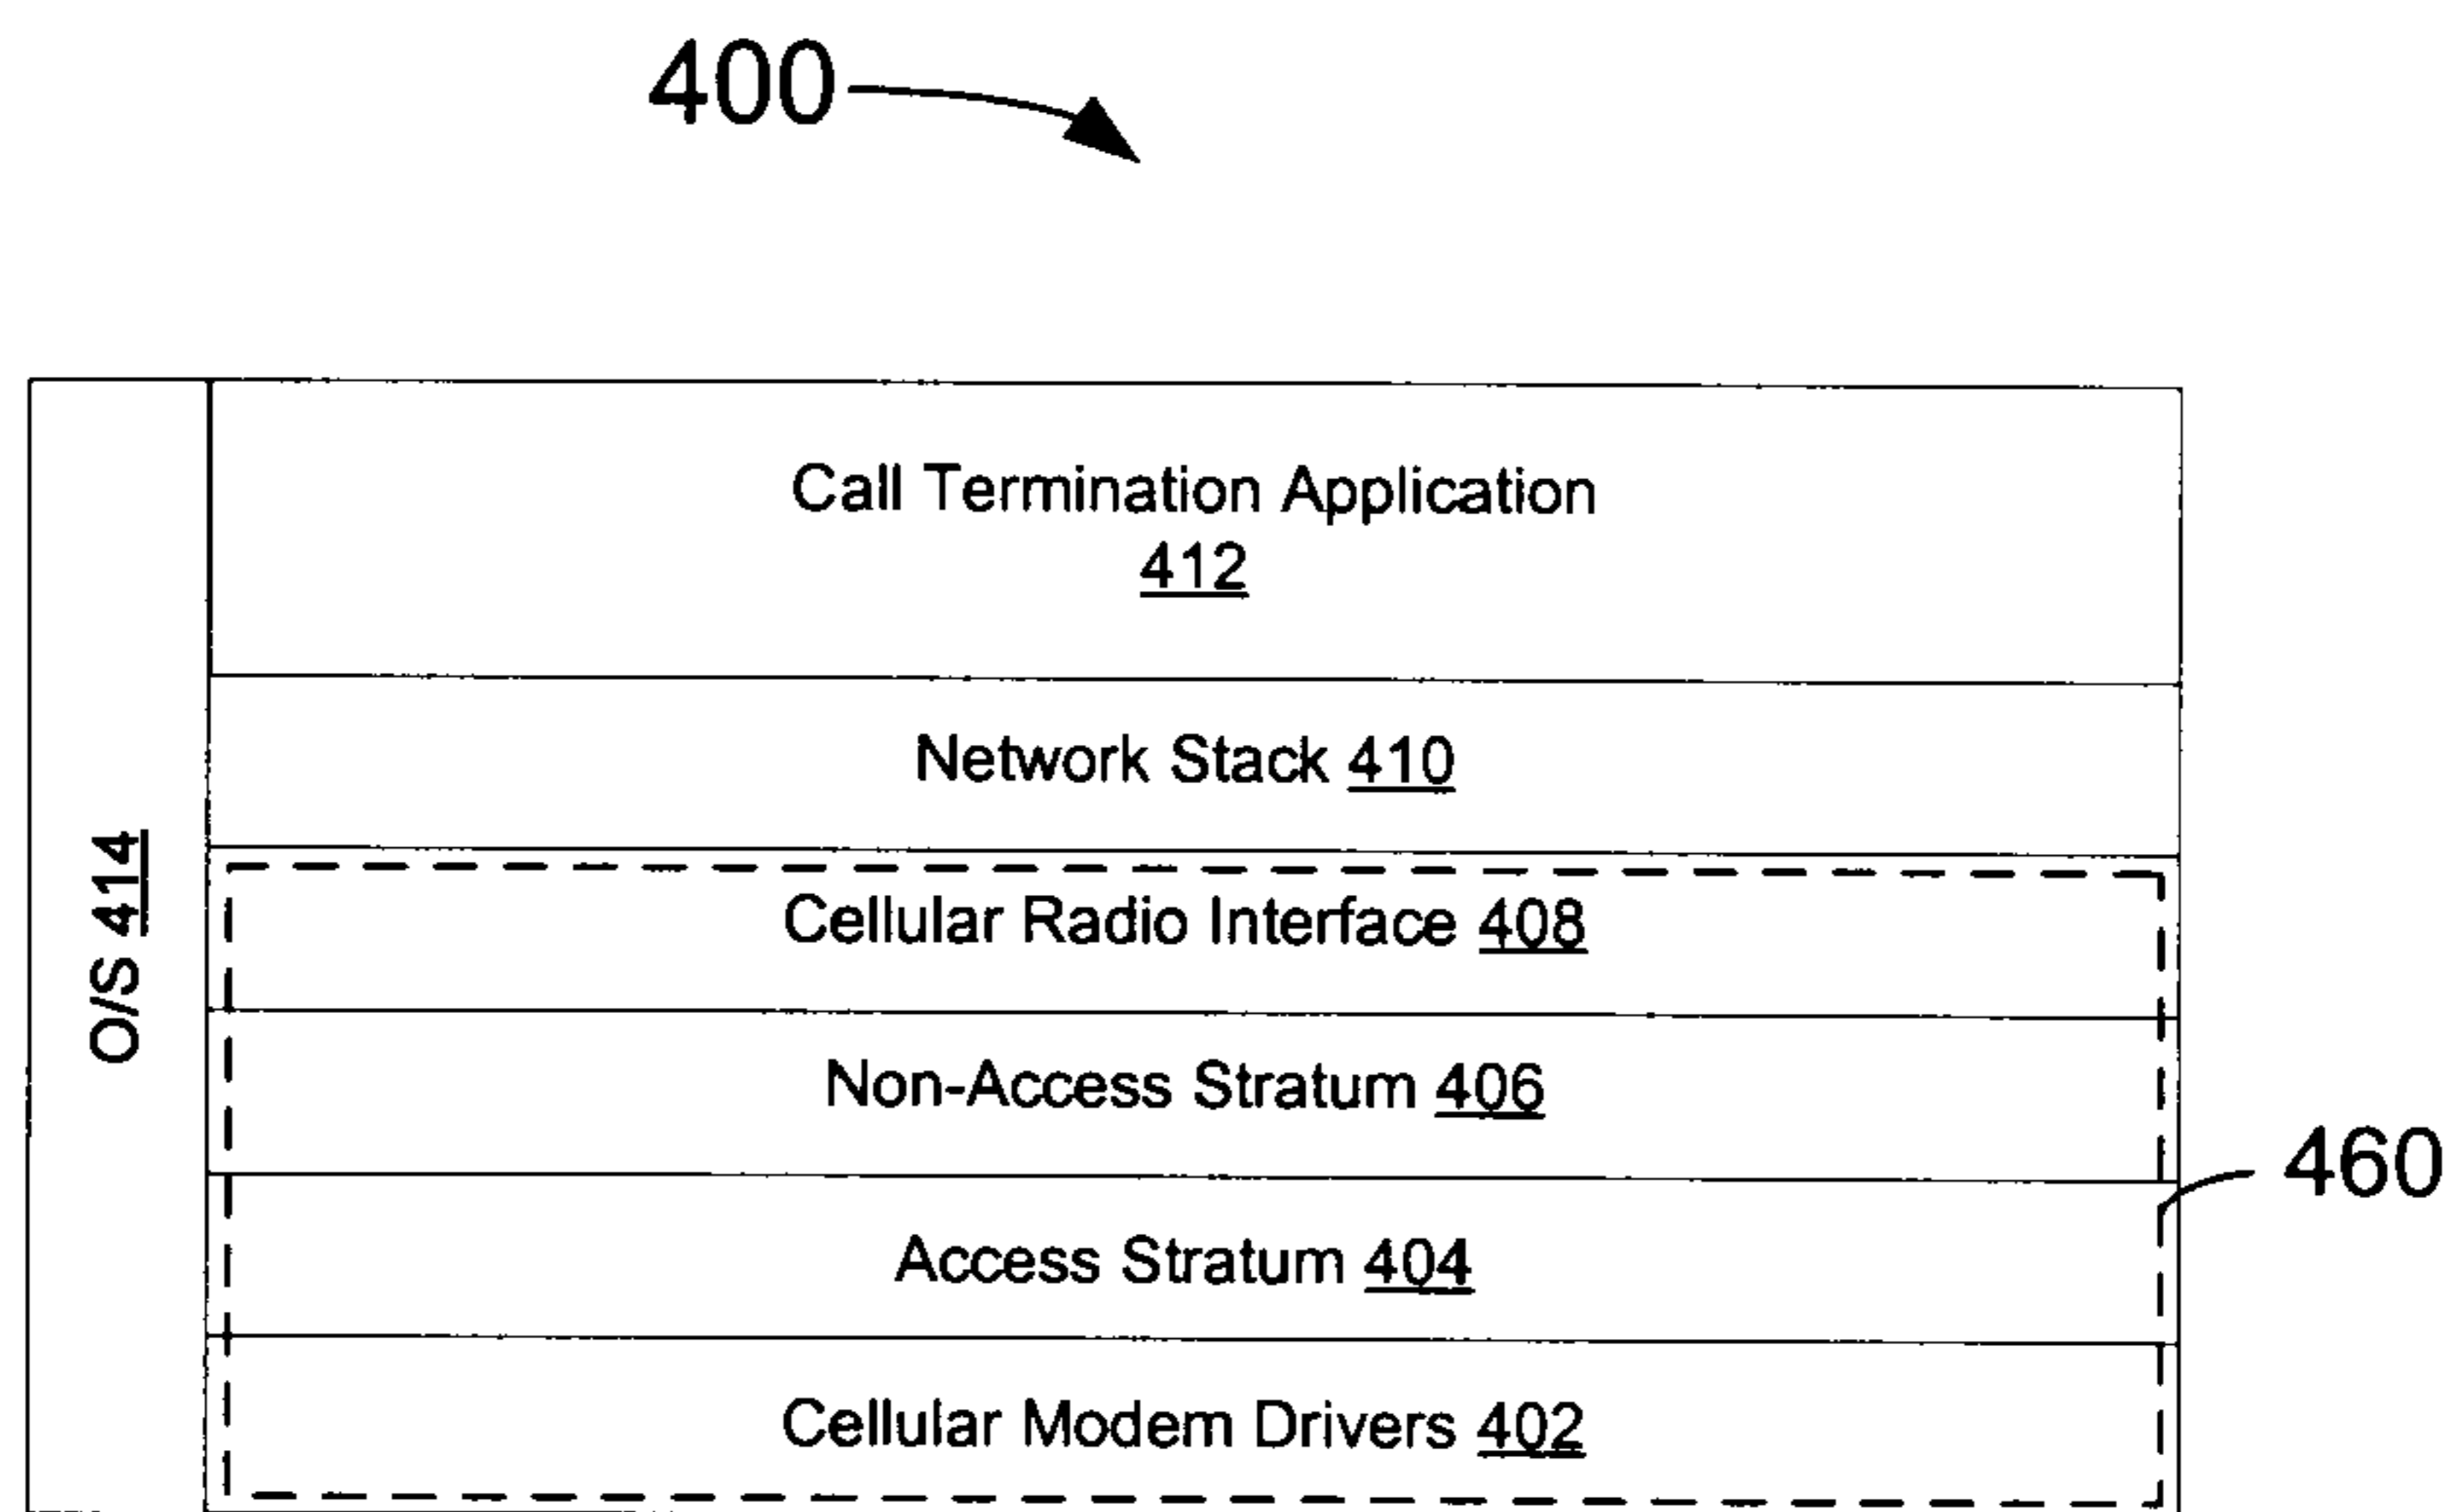 400
Call Termination Application
412
Network Stack 410
O/S 414
Cellular Radio Interface 408
Non-Access Stratum 406
460
Access Stratum 404
Cellular Modem Drivers 402